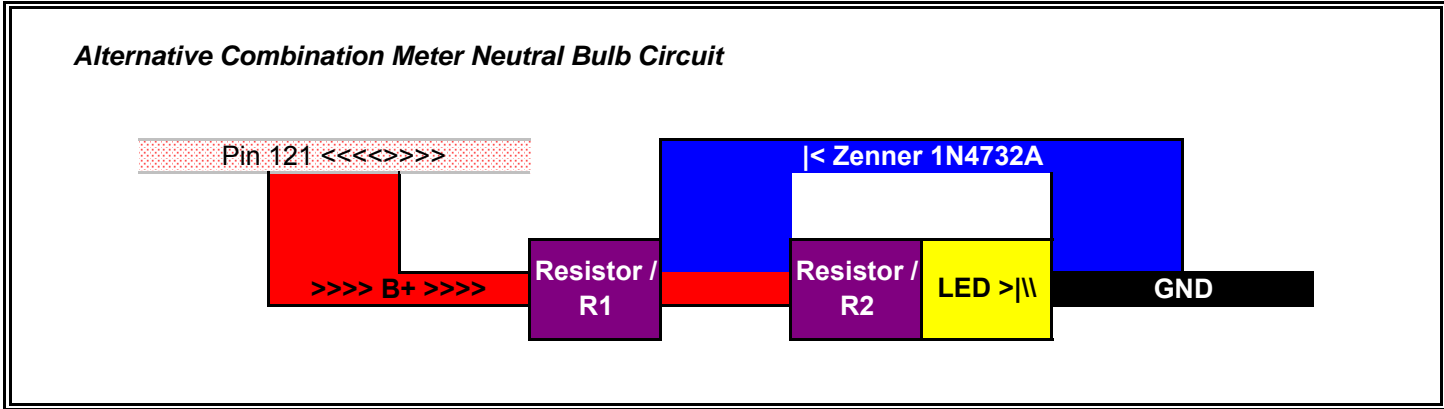 Alternative Combination Meter Neutral Bulb Circuit
Pin 121 <<<<>>>>
|< Zenner 1N4732A
>>>> B+ >>>>
Resistor /
R1
Resistor /
R2
LED >|\\
GND